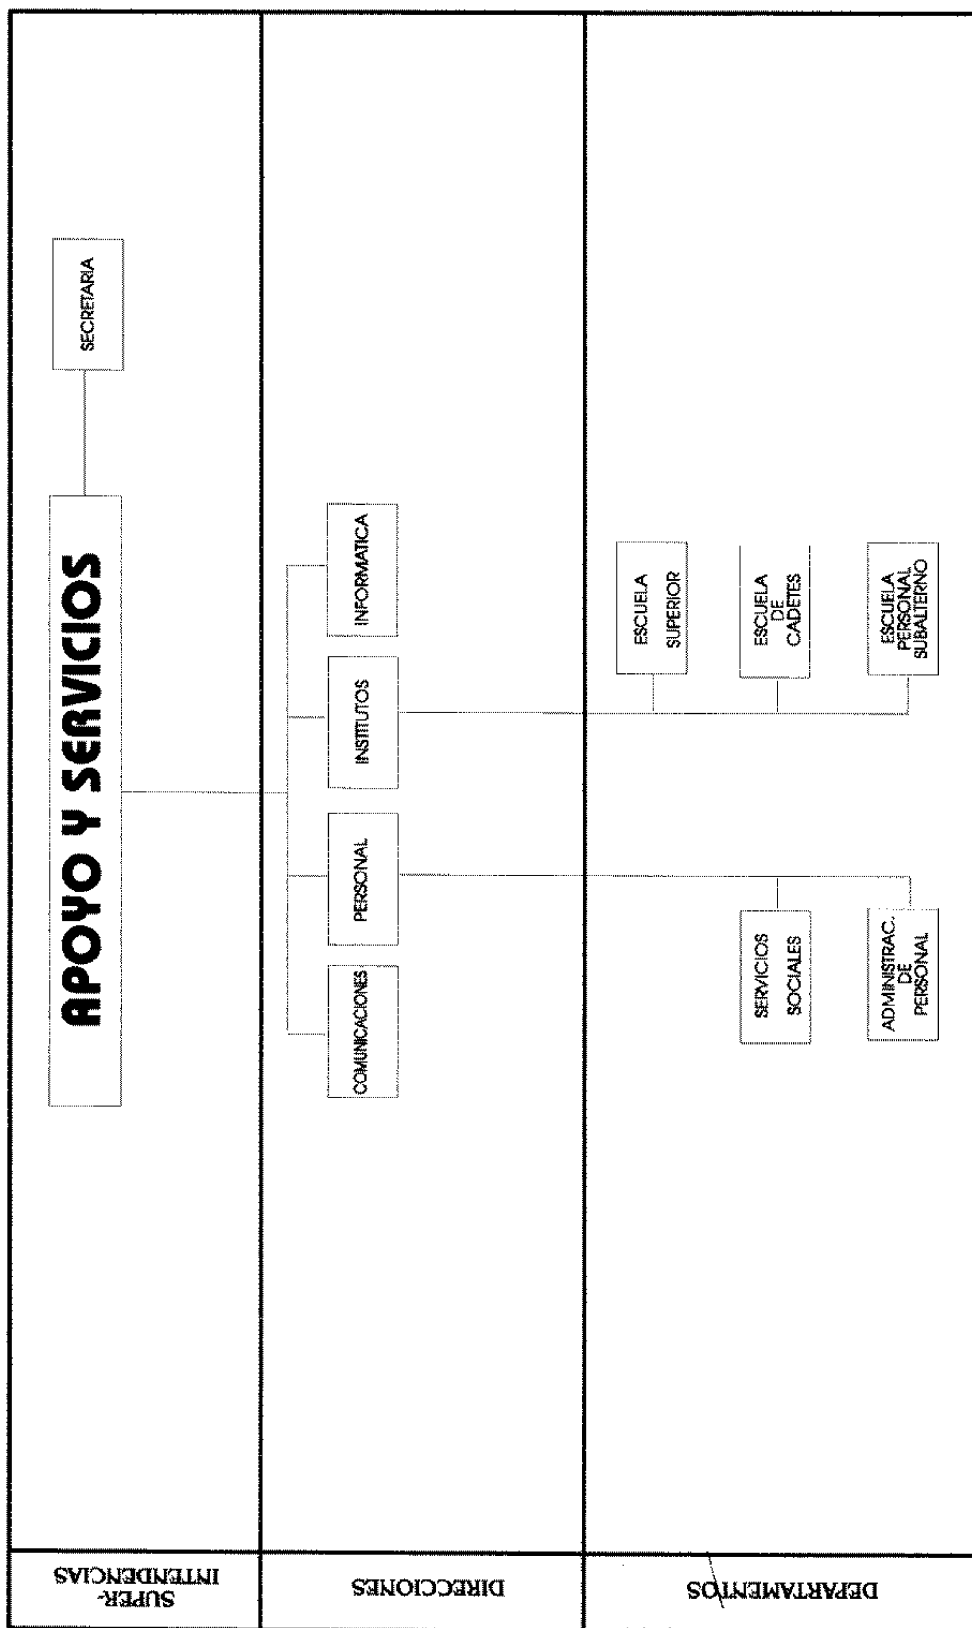 SUPER-
INTENDENCIAS
APOYO Y SERVICIOS
SECRETARIA
DIRECCIONES
COMUNICACIONES
PERSONAL
INSTITUTOS
INFORMATICA
DEPARTAMENTOS
SERVICIOS
SOCIALES
ADMINISTRAC.
DE
PERSONAL
ESCUELA
SUPERIOR
ESCUELA
DE
CADETES
ESCUELA
PERSONAL
SUBALTERNO